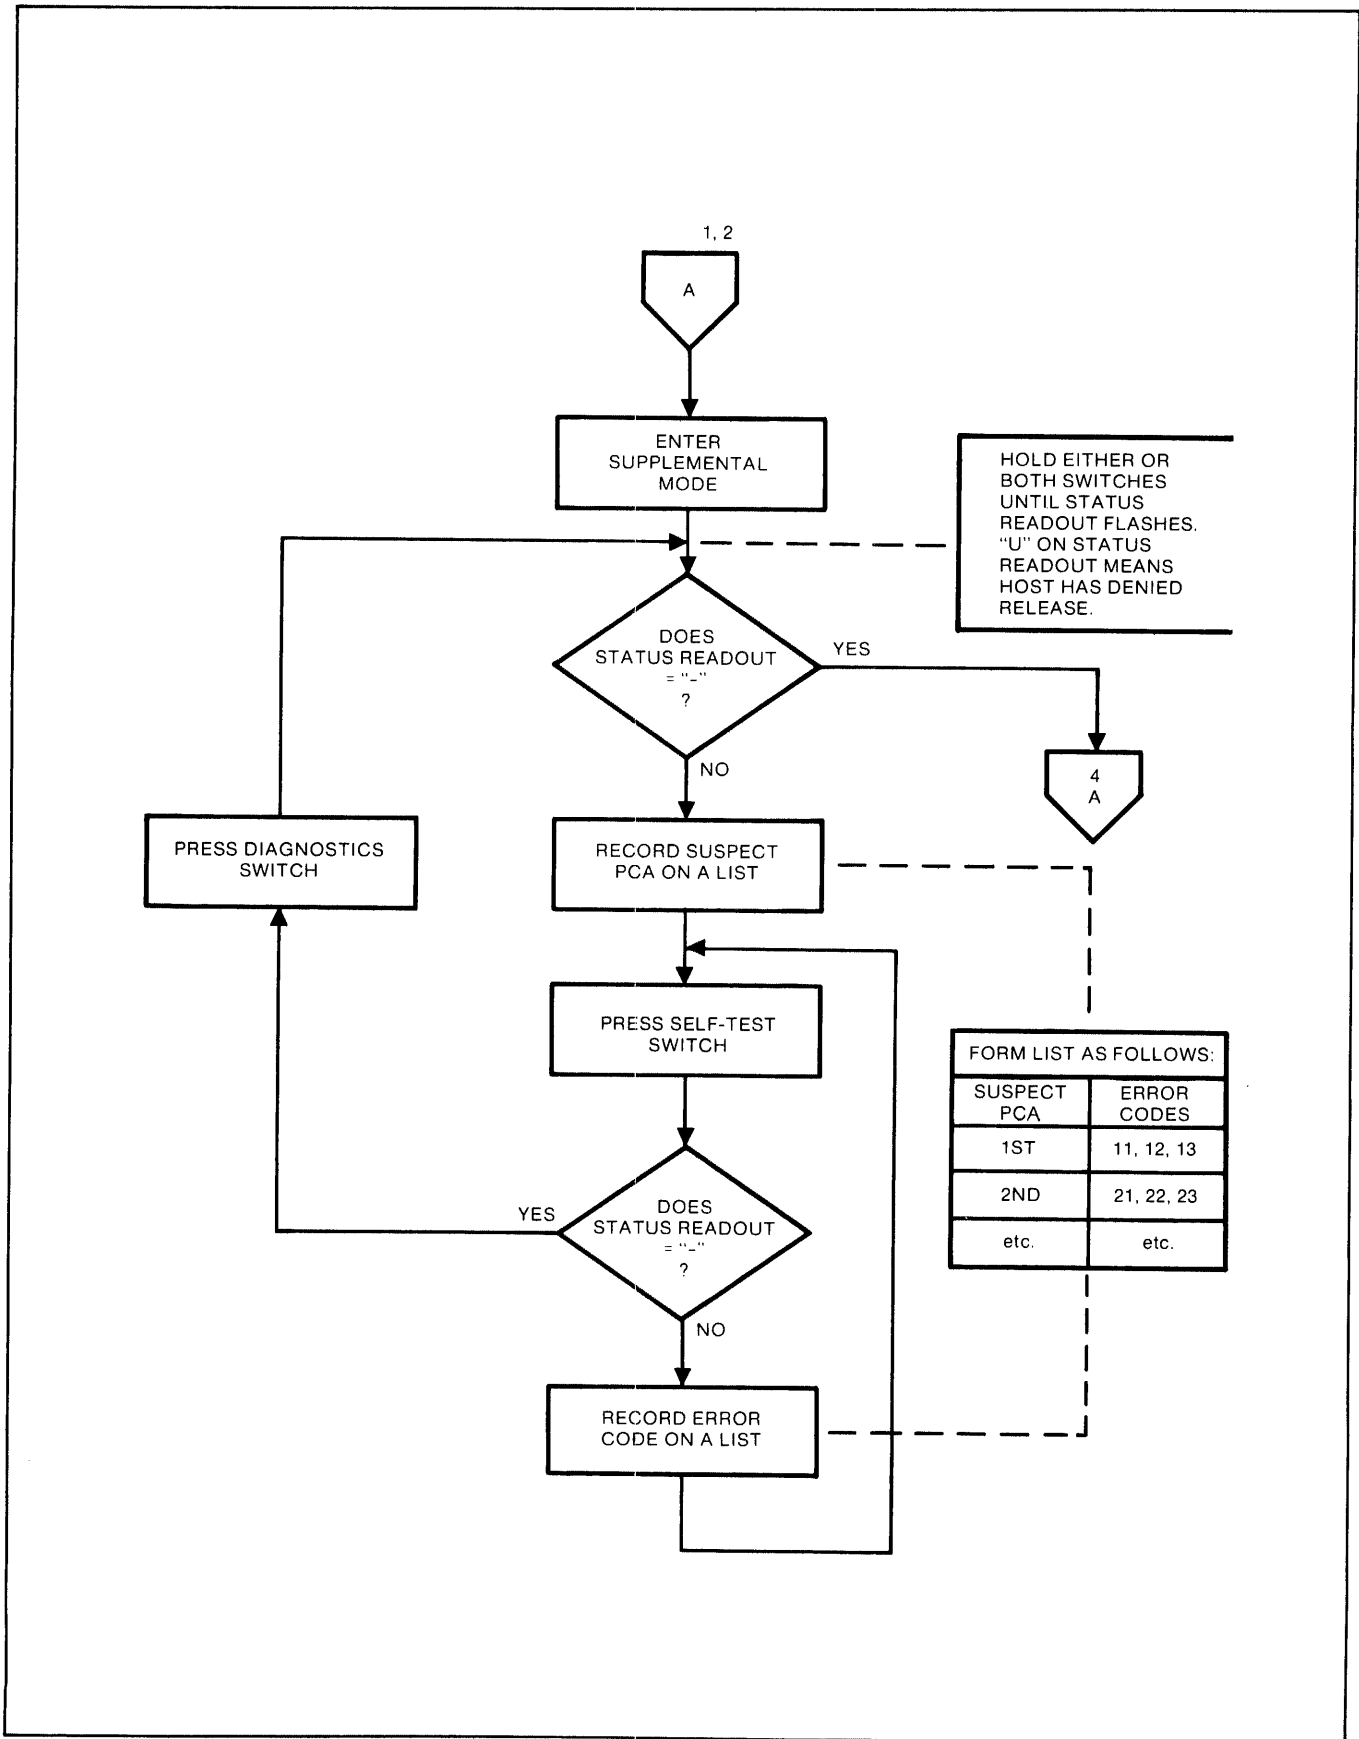 1, 2
A
ENTER
SUPPLEMENTAL
MODE
HOLD EITHER OR
BOTH SWITCHES
UNTIL STATUS
READOUT FLASHES.
“U” ON STATUS
READOUT MEANS
HOST HAS DENIED
RELEASE.
DOES
STATUS READOUT
= “-”
?
YES
NO
4
A
PRESS DIAGNOSTICS
SWITCH
RECORD SUSPECT
PCA ON A LIST
PRESS SELF-TEST
SWITCH
FORM LIST AS FOLLOWS:
SUSPECT
PCA
ERROR
CODES
1ST
11, 12, 13
2ND
21, 22, 23
etc.
etc.
DOES
STATUS READOUT
= “-”
?
YES
NO
RECORD ERROR
CODE ON A LIST